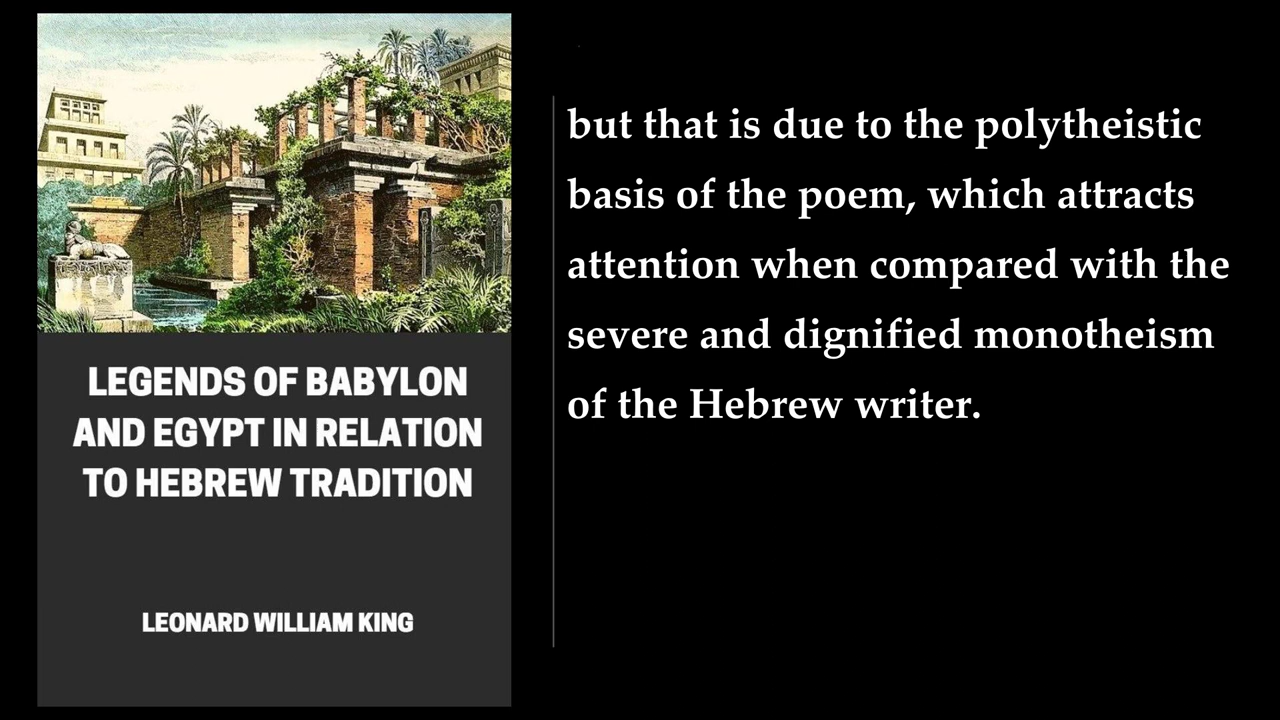 LEGENDS OF BABYLON
AND EGYPT IN RELATION
TO HEBREW TRADITION
LEONARD WILLIAM KING
but that is due to the polytheistic
basis of the poem, which attracts
attention when compared with the
severe and dignified monotheism
of the Hebrew writer.